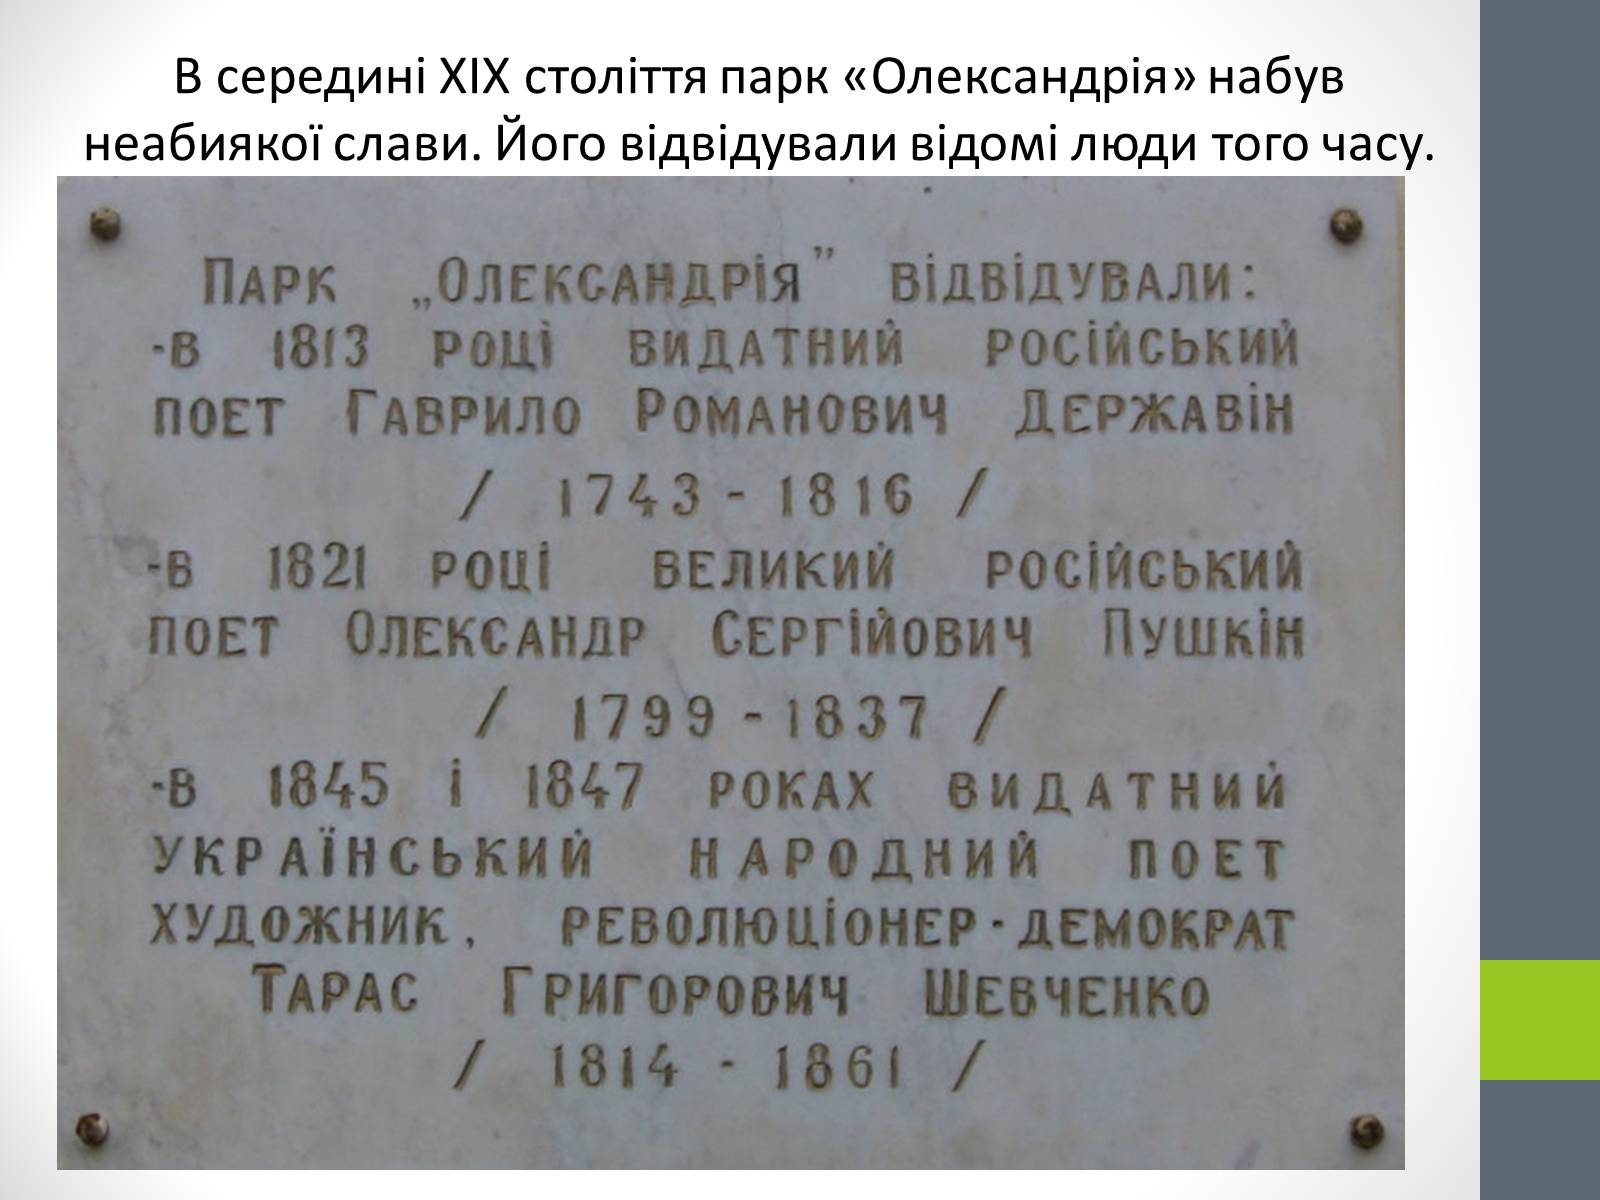 В середині XIX століття парк «Олександрія» набув
неабиякої слави. Його відвідували відомі люди того часу.
Парк „Олександрія” відвідували:
-в 1813 році видатний російський
поет Гаврило Романович Державін
/ 1743 - 1816 /
-в 1821 році великий російський
поет Олександр Сергійович Пушкін
/ 1799 - 1837 /
-в 1845 і 1847 роках видатний
український народний поет
художник, революціонер-демократ
Тарас Григорович Шевченко
/ 1814 - 1861 /